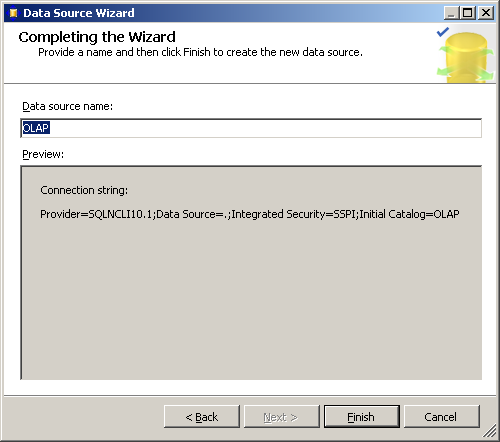 Data Source Wizard
Completing the Wizard
Provide a name and then click Finish to create the new data source.
Data source name:
OLAP
Preview:
Connection string:
Provider=SQLNCLI10.1;Data Source=.;Integrated Security=SSPI;Initial Catalog=OLAP
< Back
Next >
Finish
Cancel